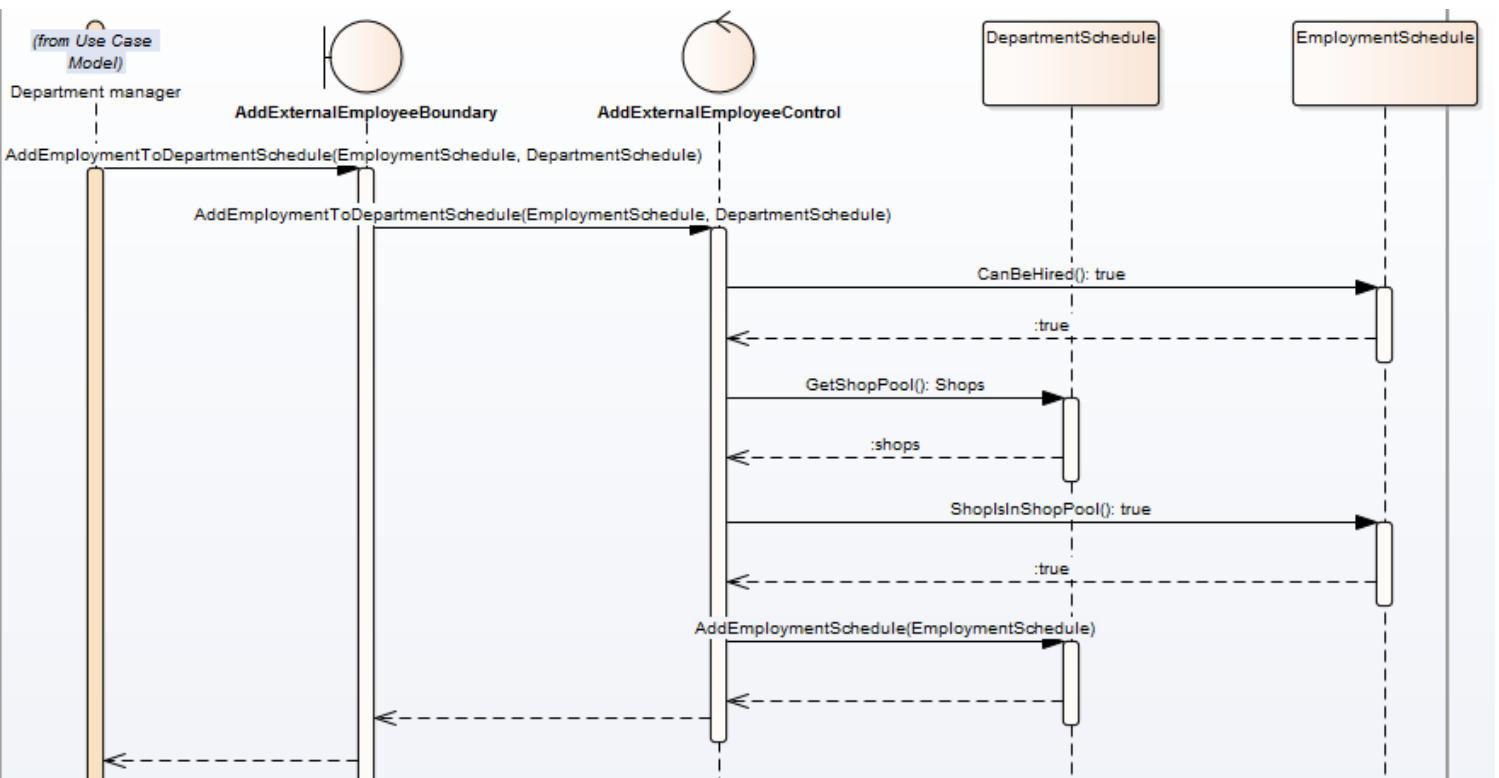 (from Use Case
Model)
Department manager
AddExternalEmployeeBoundary
AddExternalEmployeeControl
DepartmentSchedule
EmploymentSchedule
AddEmploymentToDepartmentSchedule(EmploymentSchedule, DepartmentSchedule)
AddEmploymentToDepartmentSchedule(EmploymentSchedule, DepartmentSchedule)
CanBeHired(): true
:true
GetShopPool(): Shops
:shops
ShopIsInShopPool(): true
:true
AddEmploymentSchedule(EmploymentSchedule)